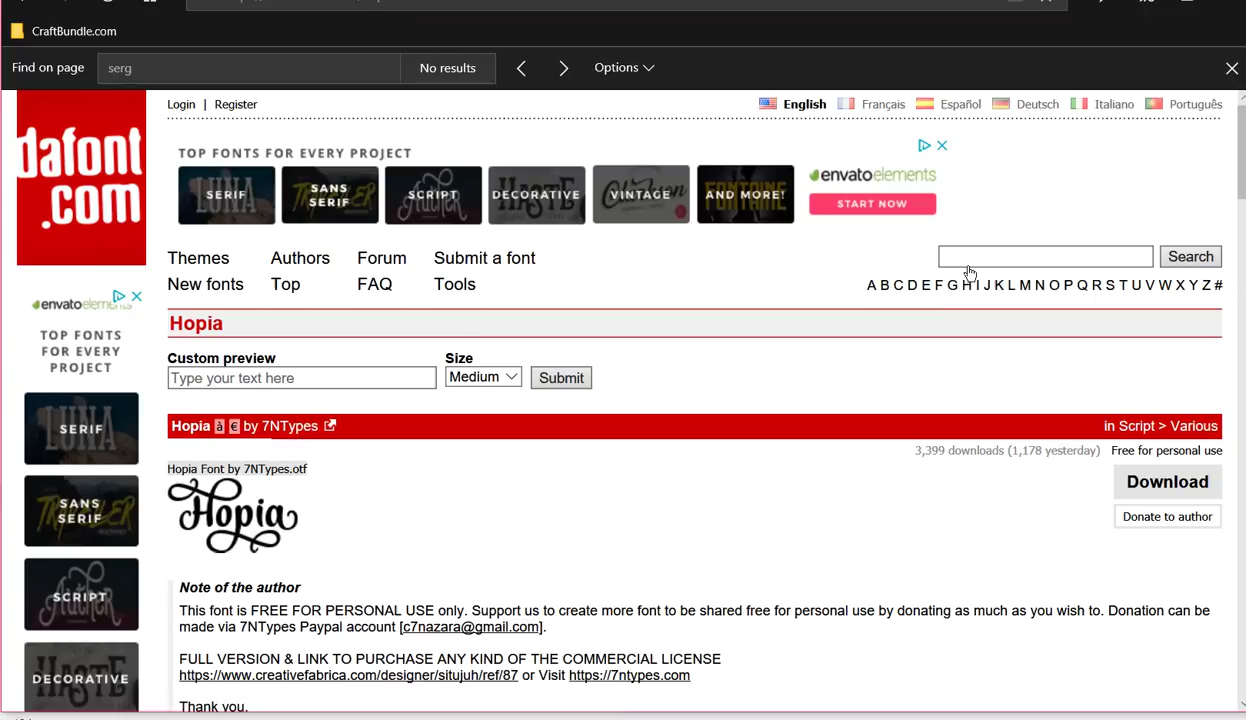 CraftBundle.com
Find on page serg No results Options
Login | Register English Français Español Deutsch Italiano Português
dafont
.com
TOP FONTS FOR EVERY PROJECT
SERIF SANS SERIF SCRIPT DECORATIVE VINTAGE AND MORE!
envatoelements
START NOW
Themes Authors Forum Submit a font Search
New fonts Top FAQ Tools A B C D E F G H I J K L M N O P Q R S T U V W X Y Z #
envatoelements
TOP FONTS
FOR EVERY
PROJECT
SERIF
SANS
SERIF
SCRIPT
DECORATIVE
Hopia
Custom preview Size
Type your text here Medium Submit
Hopia à € by 7NTypes in Script > Various
3,399 downloads (1,178 yesterday) Free for personal use
Hopia Font by 7NTypes.otf Download
Hopia
Donate to author
Note of the author
This font is FREE FOR PERSONAL USE only. Support us to create more font to be shared free for personal use by donating as much as you wish to. Donation can be
made via 7NTypes Paypal account [c7nazara@gmail.com].
FULL VERSION & LINK TO PURCHASE ANY KIND OF THE COMMERCIAL LICENSE
https://www.creativefabrica.com/designer/situjuh/ref/87 or Visit https://7ntypes.com
Thank you.